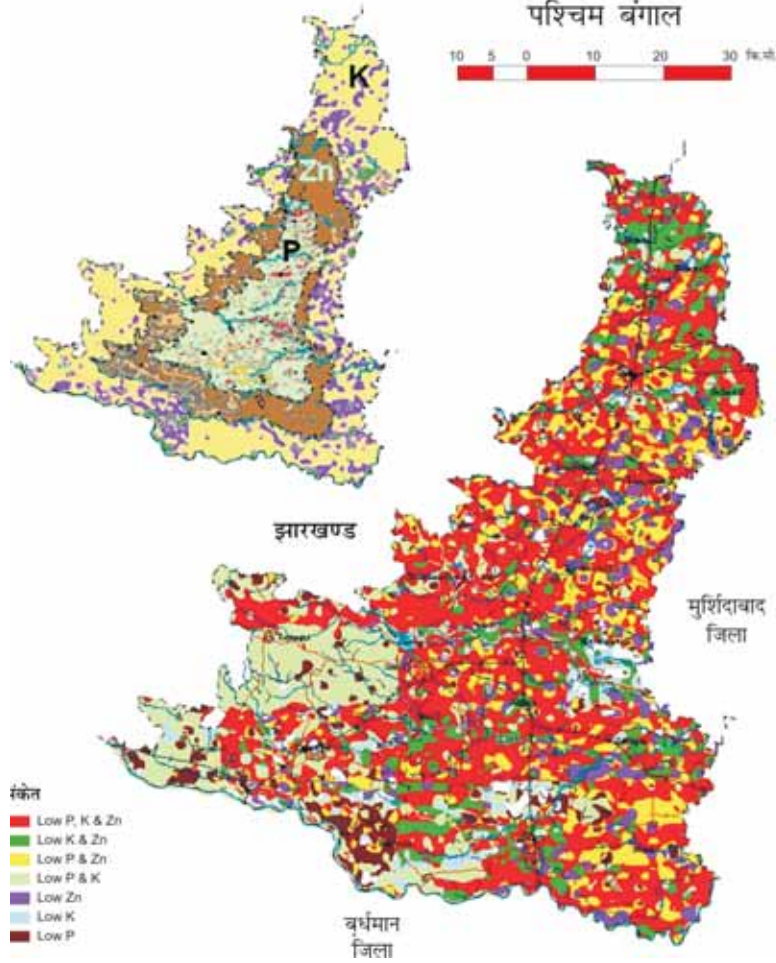 पश्चिम बंगाल
10 5 0 10 20 30 कि.मी.
K
Zn
P
झारखण्ड
मुर्शिदाबाद
जिला
संकेत
Low P, K & Zn
Low K & Zn
Low P & Zn
Low P & K
Low Zn
Low K
Low P
बर्धमान
जिला